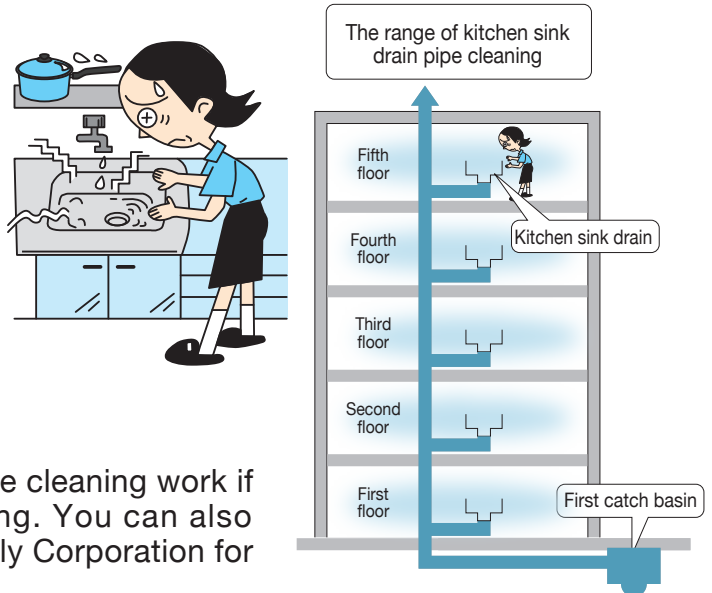 The range of kitchen sink
drain pipe cleaning
Fifth
floor
Kitchen sink drain
Fourth
floor
Third
floor
Second
floor
First
floor
First catch basin
e cleaning work if
ng. You can also
ly Corporation for